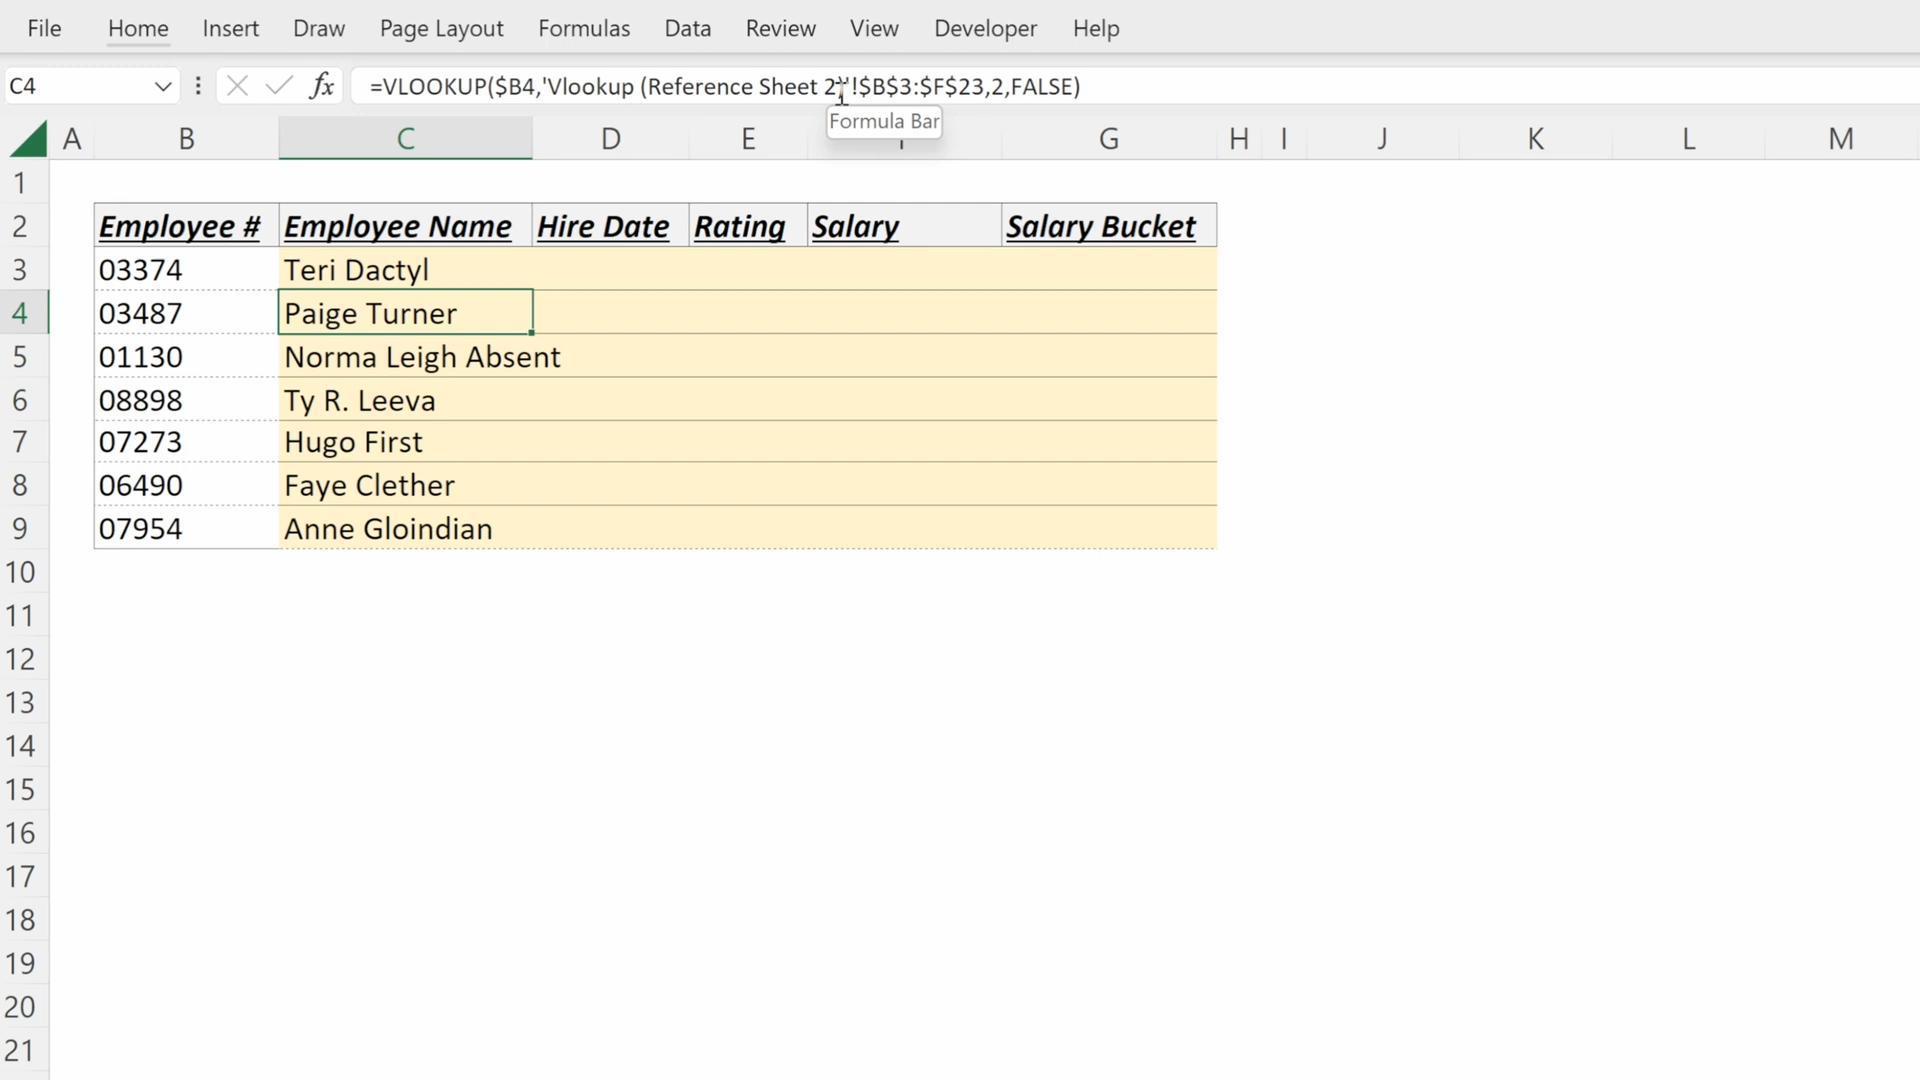 File Home Insert Draw Page Layout Formulas Data Review View Developer Help
C4 fx =VLOOKUP($B4,'Vlookup (Reference Sheet 2)'!$B$3:$F$23,2,FALSE)
Formula Bar
A B C D E G H I J K L M
1
2 Employee # Employee Name Hire Date Rating Salary Salary Bucket
3 03374 Teri Dactyl
4 03487 Paige Turner
5 01130 Norma Leigh Absent
6 08898 Ty R. Leeva
7 07273 Hugo First
8 06490 Faye Clether
9 07954 Anne Gloindian
10
11
12
13
14
15
16
17
18
19
20
21